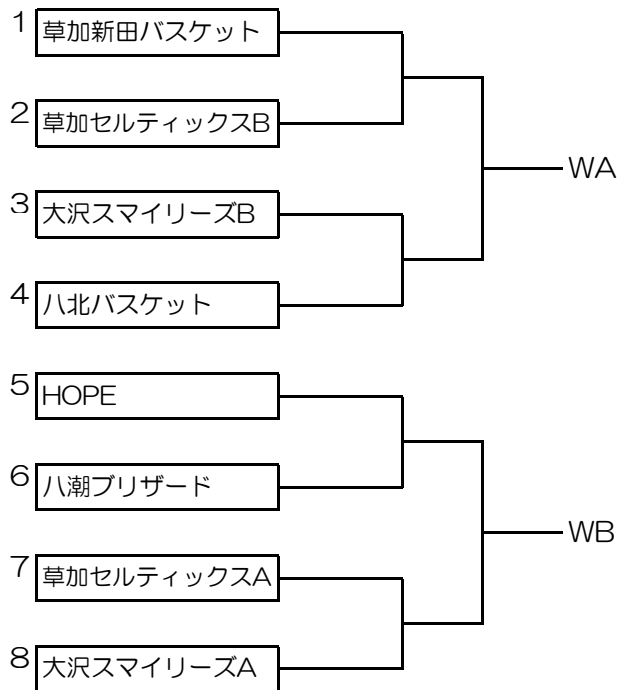 1 草加新田バスケット
2 草加セルティックスB
WA
3 大沢スマイリーズB
4 八北バスケット
5 HOPE
6 八潮ブリザード
WB
7 草加セルティックスA
8 大沢スマイリーズA